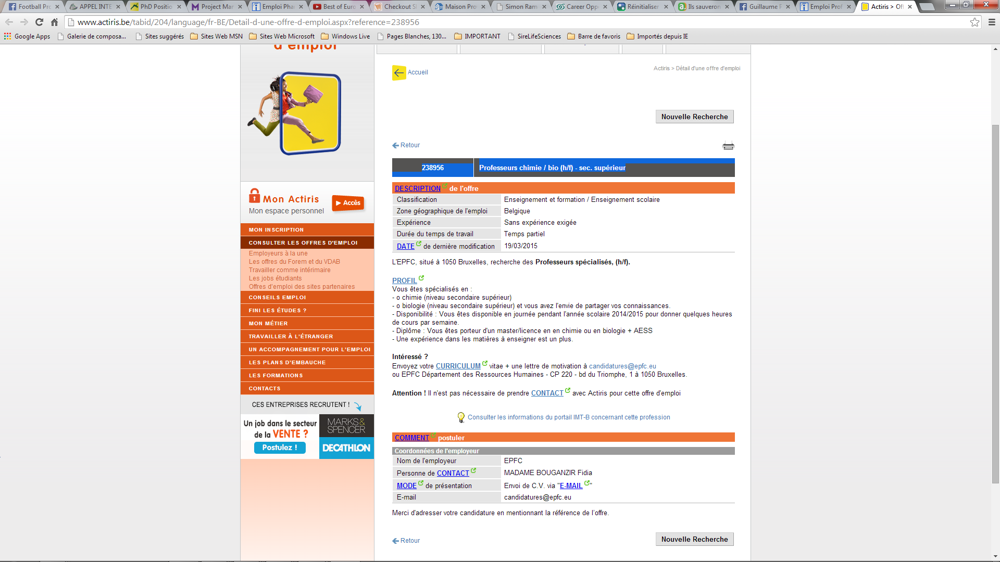 Football Pro
APPEL INTE
PhD Positio
Project Mar
Emploi Pha
Best of Euro
Checkout Sl
Maison Pro
Simon Ram
Career Opp
Réinitialiser
Ils sauveron
Guillaume F
Emploi Prof
Actiris > Off
www.actiris.be/tabid/204/language/fr-BE/Detail-d-une-offre-d-emploi.aspx?reference=238956
Google Apps
Galerie de composa...
Sites suggérés
Sites Web MSN
Sites Web Microsoft
Windows Live
Pages Blanches, 130...
IMPORTANT
SireLifeSciences
Barre de favoris
Importés depuis IE
d'emploi
Mon Actiris
Mon espace personnel
Accès
MON INSCRIPTION
CONSULTER LES OFFRES D'EMPLOI
Employeurs à la une
Les offres du Forem et du VDAB
Travailler comme intérimaire
Les jobs étudiants
Offres d'emploi des sites partenaires
CONSEILS EMPLOI
FINI LES ÉTUDES ?
MON MÉTIER
TRAVAILLER À L'ÉTRANGER
UN ACCOMPAGNEMENT POUR L'EMPLOI
LES PLANS D'EMBAUCHE
LES FORMATIONS
CONTACTS
CES ENTREPRISES RECRUTENT !
Un job dans le secteur
de la VENTE ?
Postulez !
MARKS&
SPENCER
DECATHLON
Accueil
Actiris > Détail d'une offre d'emploi
Nouvelle Recherche
Retour
238956 Professeurs chimie / bio (h/f) - sec. supérieur
DESCRIPTION de l'offre
Classification Enseignement et formation / Enseignement scolaire
Zone géographique de l'emploi Belgique
Expérience Sans expérience exigée
Durée du temps de travail Temps partiel
DATE de dernière modification 19/03/2015
L'EPFC, situé à 1050 Bruxelles, recherche des Professeurs spécialisés, (h/f).
PROFIL
Vous êtes spécialisés en :
- o chimie (niveau secondaire supérieur)
- o biologie (niveau secondaire supérieur) et vous avez l'envie de partager vos connaissances.
- Disponibilité : Vous êtes disponible en journée pendant l'année scolaire 2014/2015 pour donner quelques heures
de cours par semaine.
- Diplôme : Vous êtes porteur d'un master/licence en en chimie ou en biologie + AESS
- Une expérience dans les matières à enseigner est un plus.
Intéressé ?
Envoyez votre CURRICULUM vitae + une lettre de motivation à candidatures@epfc.eu
ou EPFC Département des Ressources Humaines - CP 220 - bd du Triomphe, 1 à 1050 Bruxelles.
Attention ! Il n'est pas nécessaire de prendre CONTACT avec Actiris pour cette offre d'emploi
Consulter les informations du portail IMT-B concernant cette profession
COMMENT postuler
Coordonnées de l'employeur
Nom de l'employeur EPFC
Personne de CONTACT MADAME BOUGANZIR Fidia
MODE de présentation Envoi de C.V. via "E-MAIL"
E-mail candidatures@epfc.eu
Merci d'adresser votre candidature en mentionnant la référence de l'offre.
Retour
Nouvelle Recherche